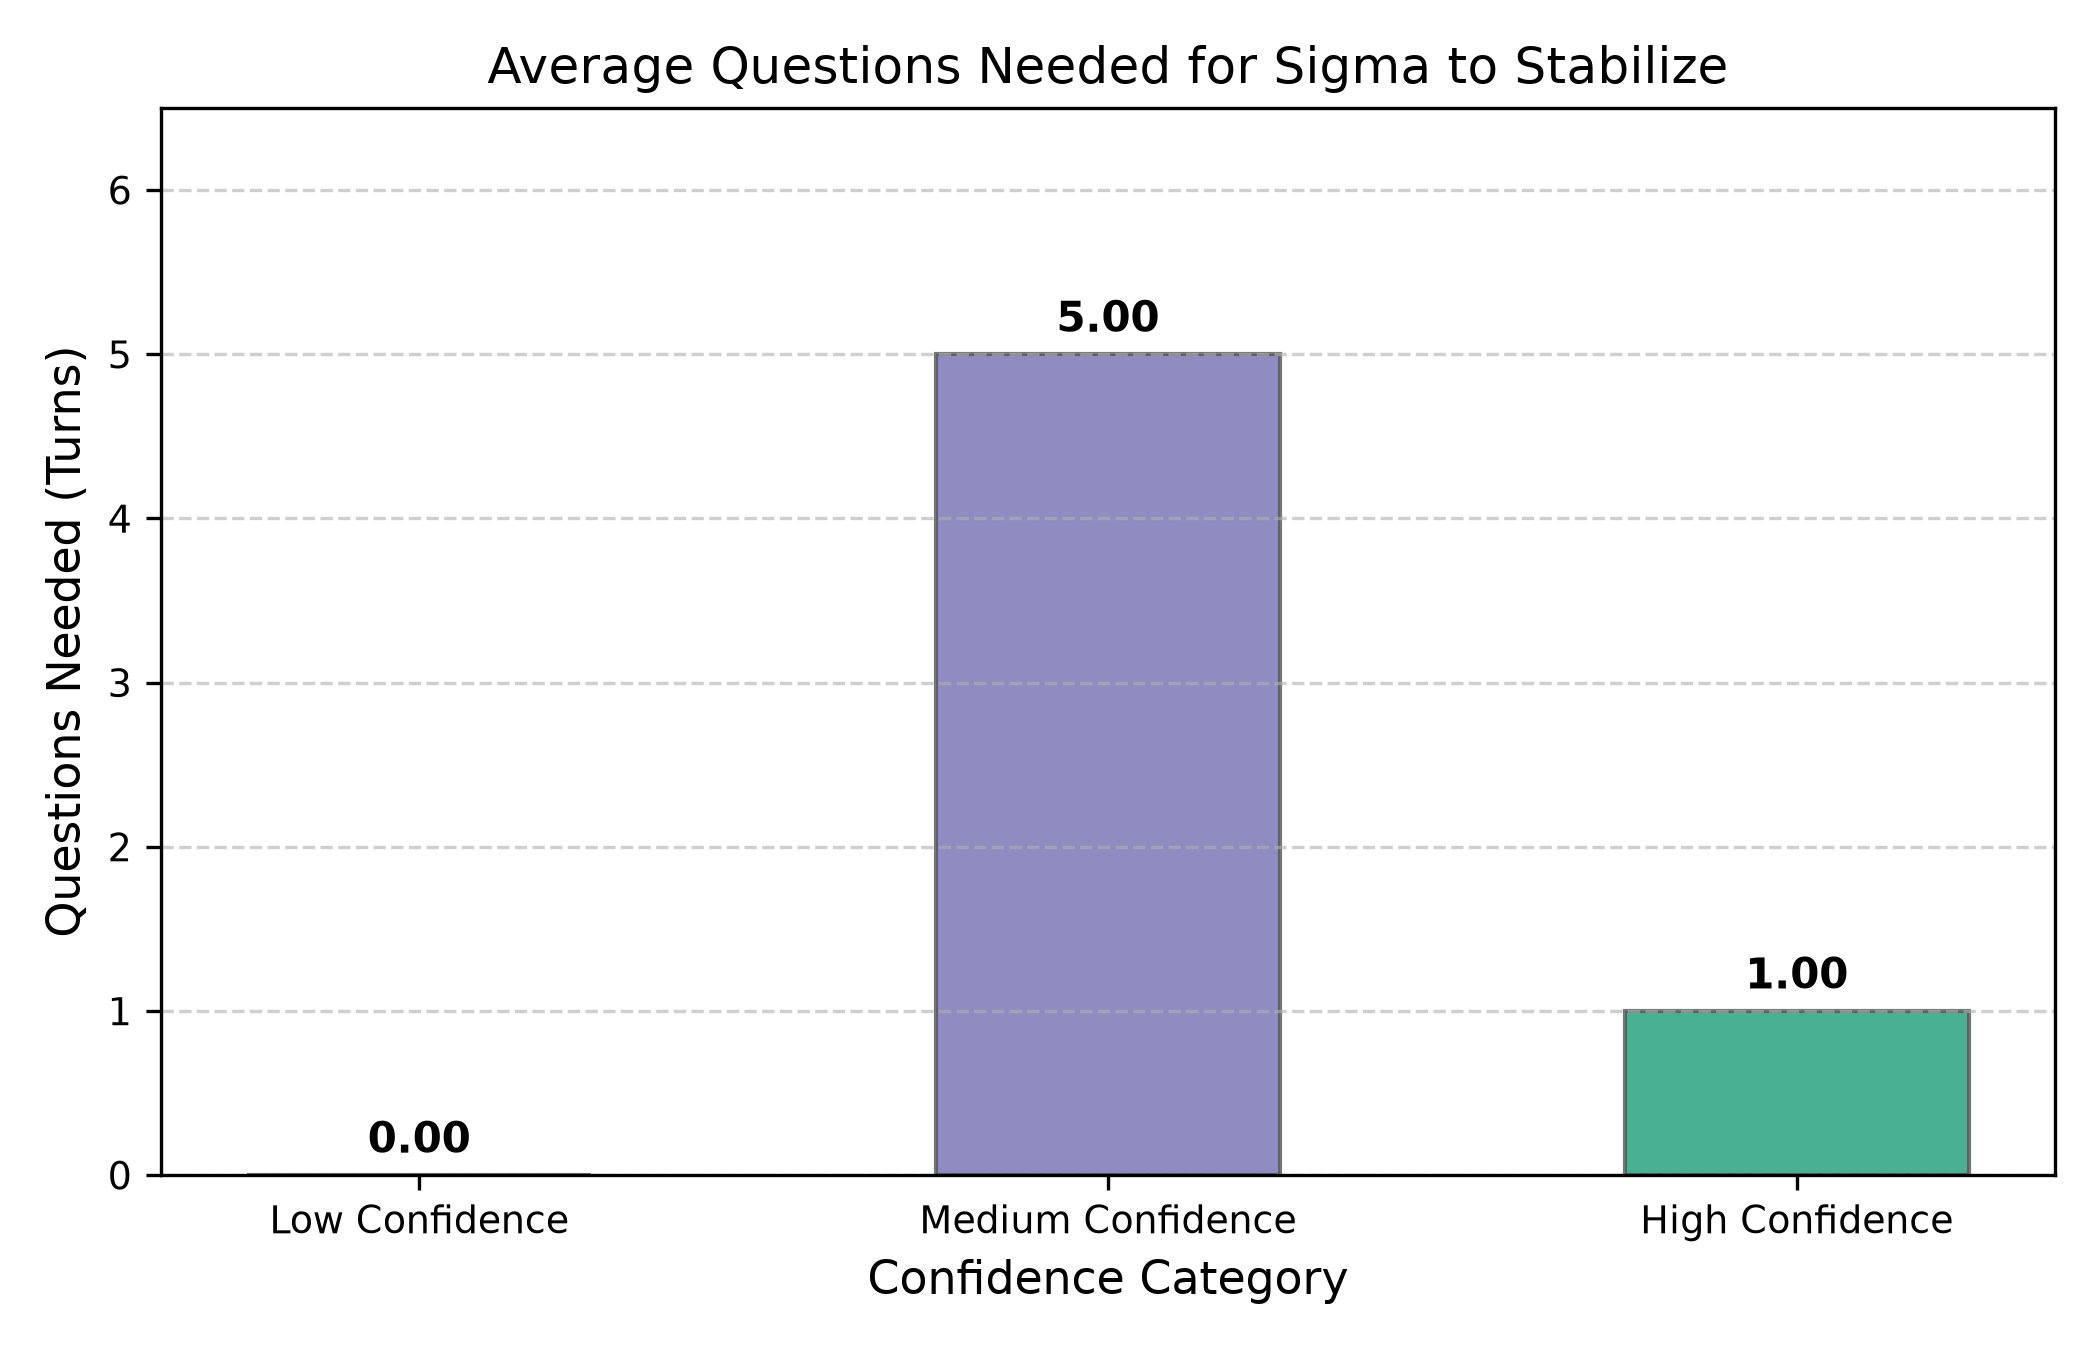 Average Questions Needed for Sigma to Stabilize
Questions Needed (Turns)
6
5
4
3
2
1
0
0.00
5.00
1.00
Low Confidence
Medium Confidence
High Confidence
Confidence Category